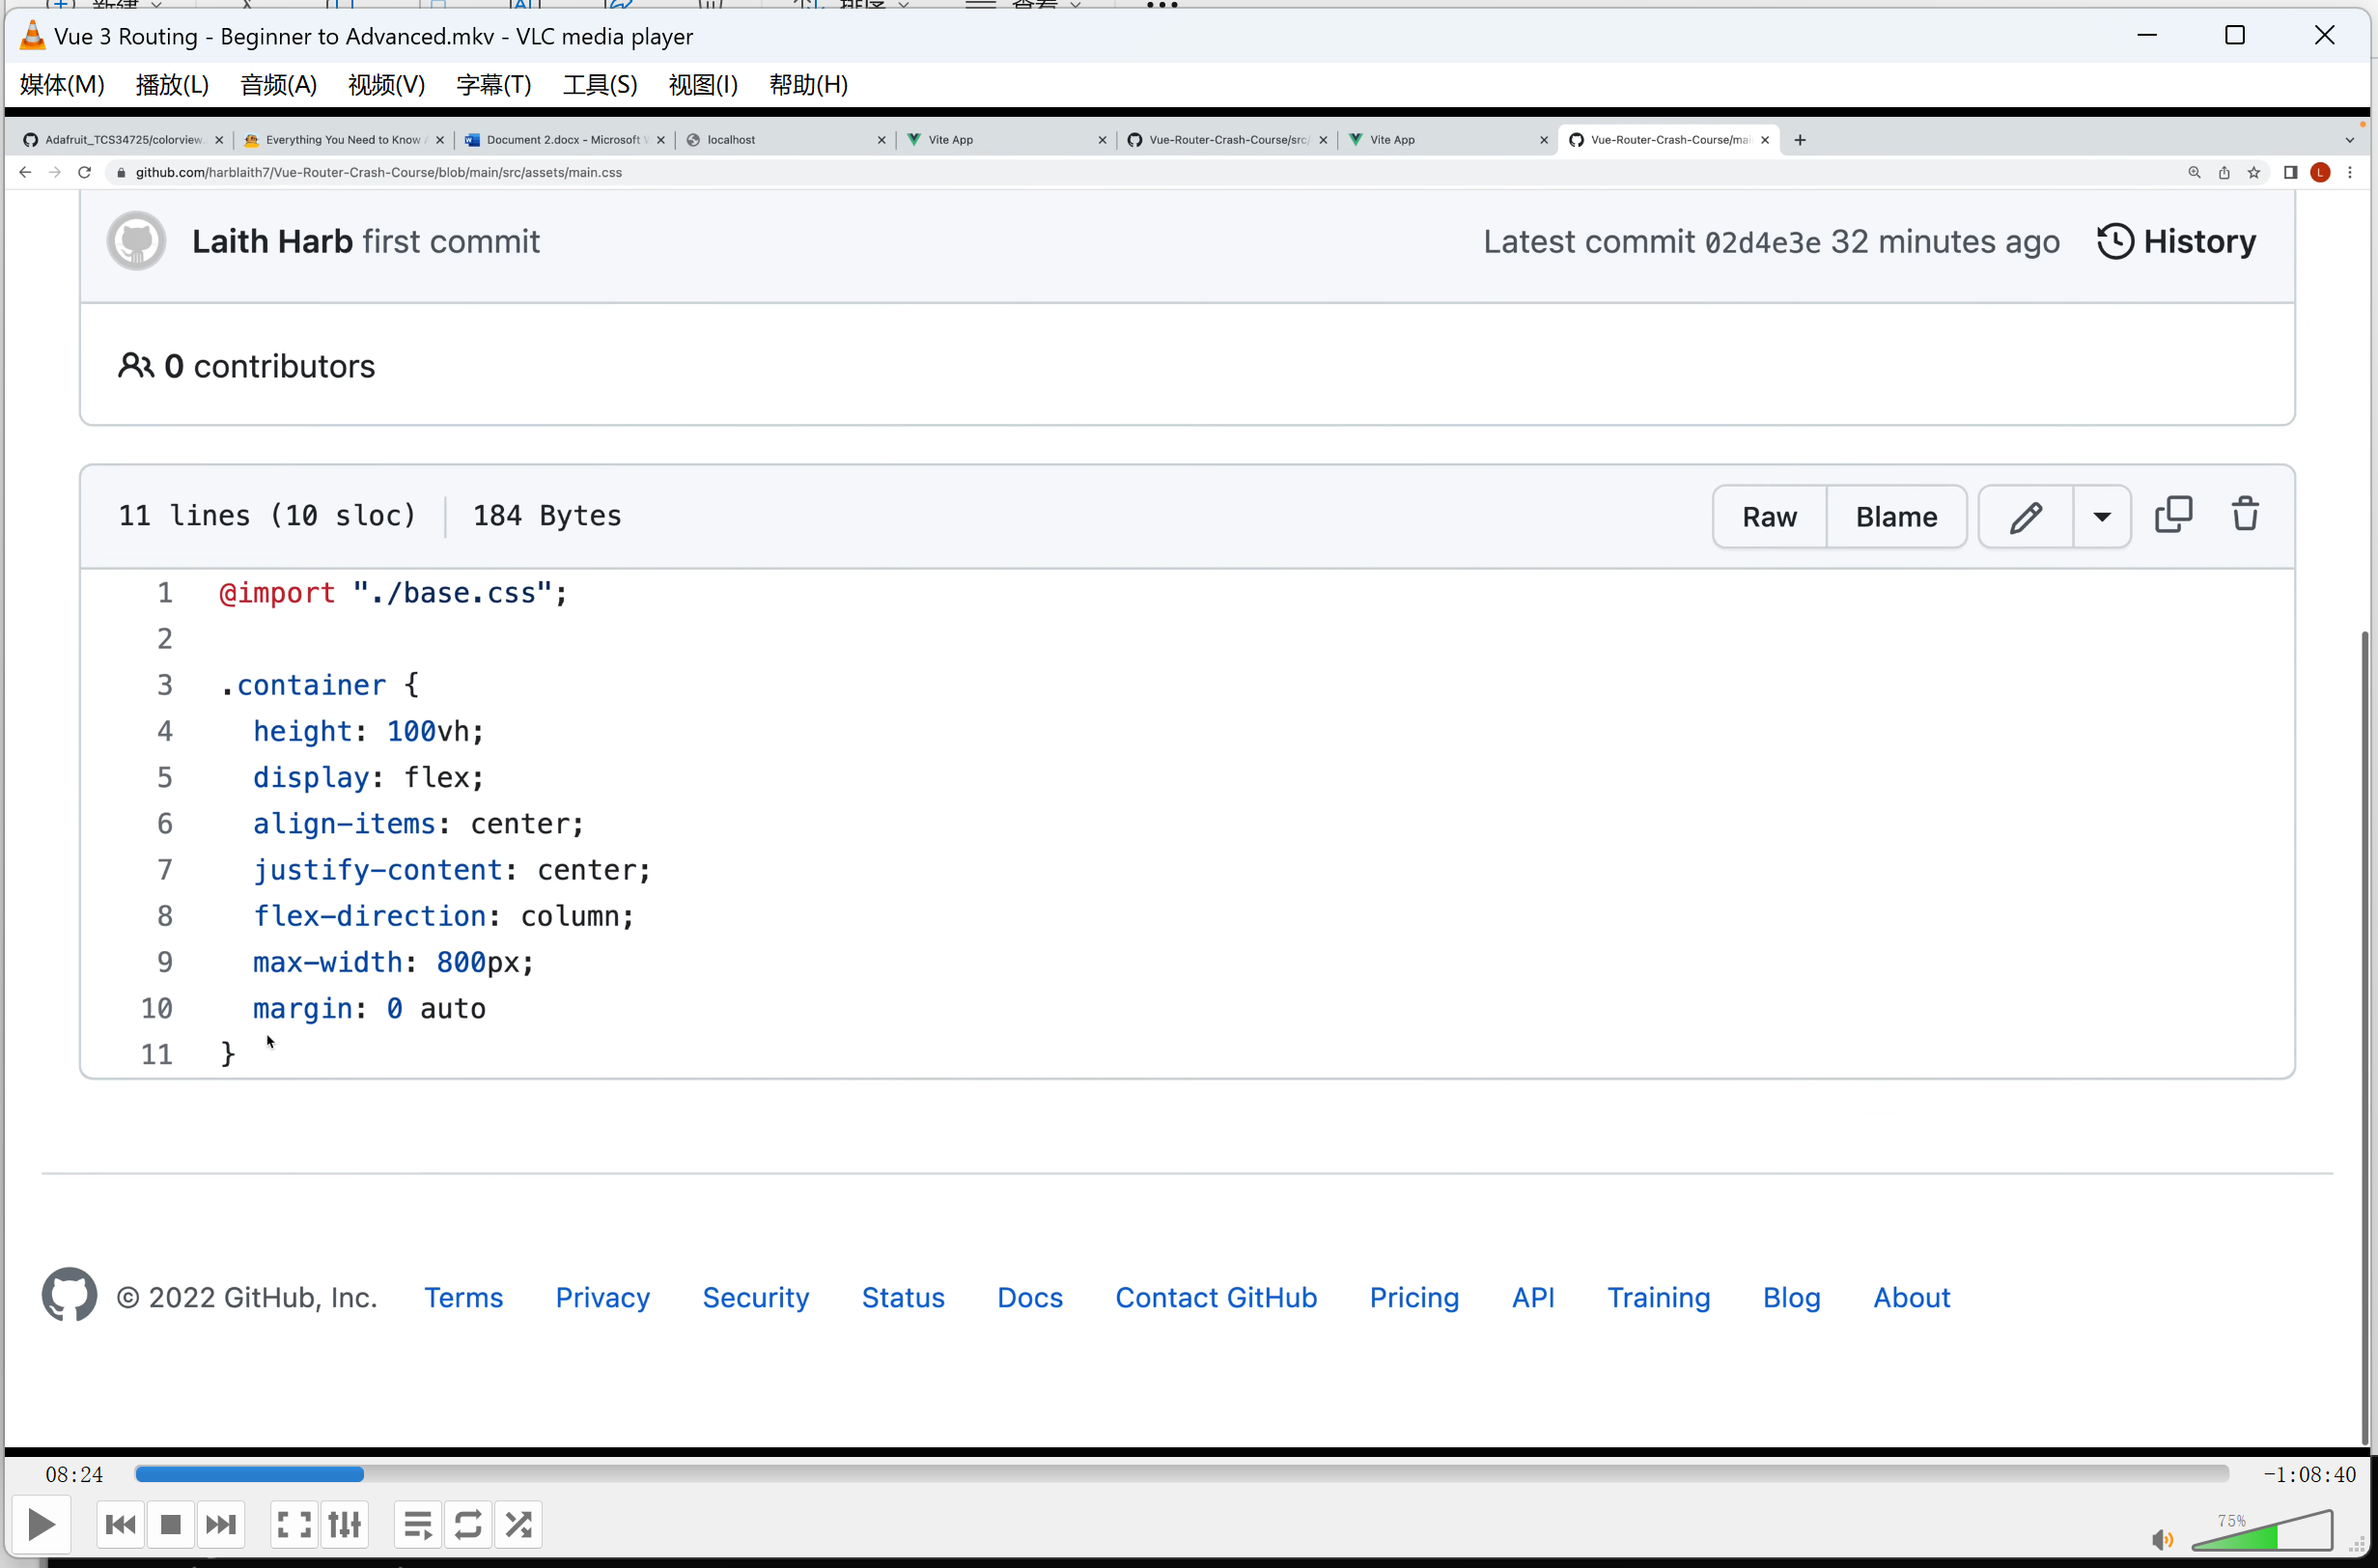 Vue 3 Routing - Beginner to Advanced.mkv - VLC media player
媒体(M) 播放(L) 音频(A) 视频(V) 字幕(T) 工具(S) 视图(I) 帮助(H)
Adafruit_TCS34725/colorview. Everything You Need to Know Document 2.docx - Microsoft localhost Vite App Vue-Router-Crash-Course/src/ Vite App Vue-Router-Crash-Course/mai
github.com/harblaith7/Vue-Router-Crash-Course/blob/main/src/assets/main.css L
Laith Harb first commit Latest commit 02d4e3e 32 minutes ago History
0 contributors
11 lines (10 sloc) 184 Bytes Raw Blame
1 @import "./base.css";
2
3 .container {
4 height: 100vh;
5 display: flex;
6 align-items: center;
7 justify-content: center;
8 flex-direction: column;
9 max-width: 800px;
10 margin: 0 auto
11 }
© 2022 GitHub, Inc. Terms Privacy Security Status Docs Contact GitHub Pricing API Training Blog About
08:24 -1:08:40
75%